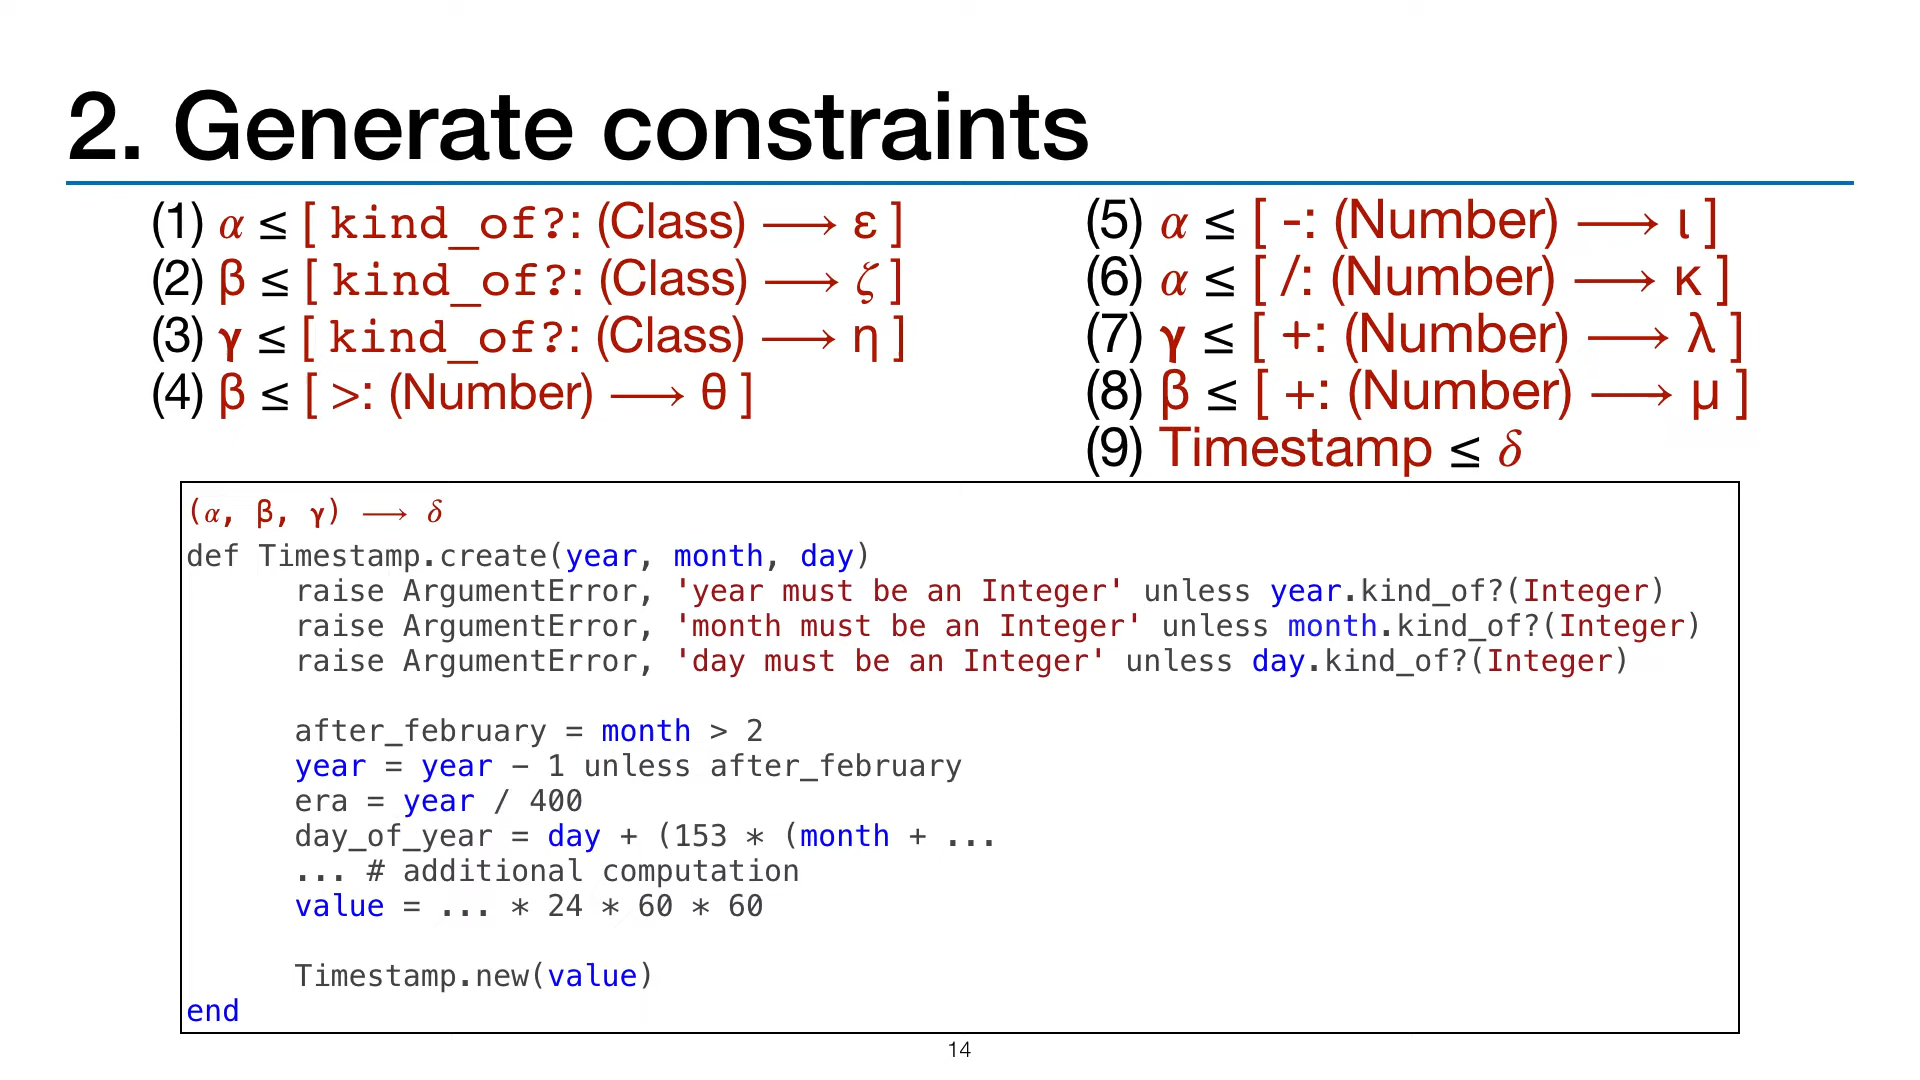 2. Generate constraints
(1) α ≤ [ kind_of?: (Class) ⟶ ε ]
(2) β ≤ [ kind_of?: (Class) ⟶ ζ ]
(3) γ ≤ [ kind_of?: (Class) ⟶ η ]
(4) β ≤ [ >: (Number) ⟶ θ ]
(5) α ≤ [ -: (Number) ⟶ ι ]
(6) α ≤ [ /: (Number) ⟶ κ ]
(7) γ ≤ [ +: (Number) ⟶ λ ]
(8) β ≤ [ +: (Number) ⟶ μ ]
(9) Timestamp ≤ δ
(α, β, γ) ⟶ δ
def Timestamp.create(year, month, day)
raise ArgumentError, 'year must be an Integer' unless year.kind_of?(Integer)
raise ArgumentError, 'month must be an Integer' unless month.kind_of?(Integer)
raise ArgumentError, 'day must be an Integer' unless day.kind_of?(Integer)
after_february = month > 2
year = year - 1 unless after_february
era = year / 400
day_of_year = day + (153 * (month + ...
... # additional computation
value = ... * 24 * 60 * 60
Timestamp.new(value)
end
14